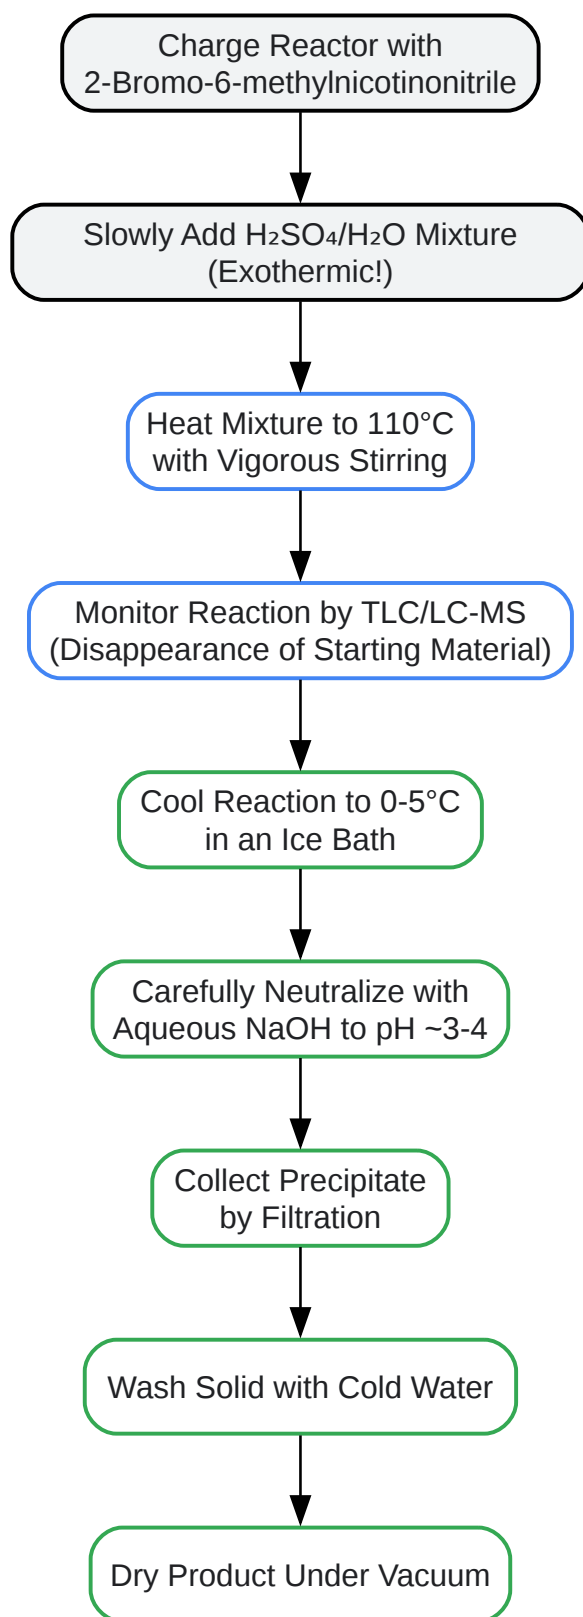 Charge Reactor with
2-Bromo-6-methylnicotinonitrile
Slowly Add H₂SO₄/H₂O Mixture
(Exothermic!)
Heat Mixture to 110°C
with Vigorous Stirring
Monitor Reaction by TLC/LC-MS
(Disappearance of Starting Material)
Cool Reaction to 0-5°C
in an Ice Bath
Carefully Neutralize with
Aqueous NaOH to pH ~3-4
Collect Precipitate
by Filtration
Wash Solid with Cold Water
Dry Product Under Vacuum